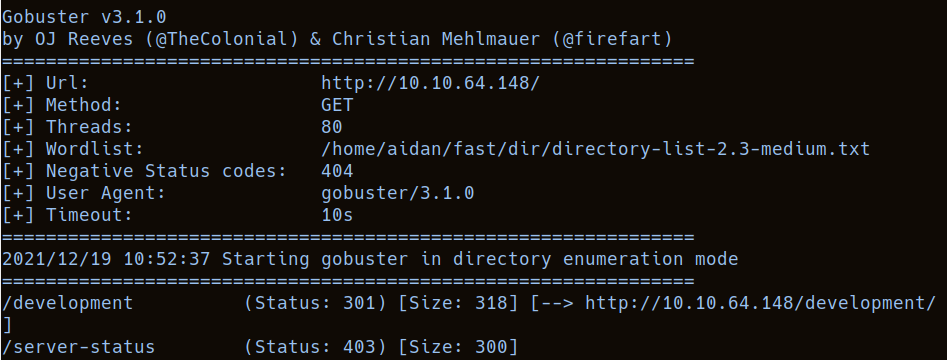 Gobuster v3.1.0
by OJ Reeves (@TheColonial) & Christian Mehlmauer (@firefart)
===============================================================
[+] Url:                     http://10.10.64.148/
[+] Method:                  GET
[+] Threads:                 80
[+] Wordlist:                /home/aidan/fast/dir/directory-list-2.3-medium.txt
[+] Negative Status codes:   404
[+] User Agent:              gobuster/3.1.0
[+] Timeout:                 10s
===============================================================
2021/12/19 10:52:37 Starting gobuster in directory enumeration mode
===============================================================
/development          (Status: 301) [Size: 318] [--> http://10.10.64.148/development/
]
/server-status        (Status: 403) [Size: 300]